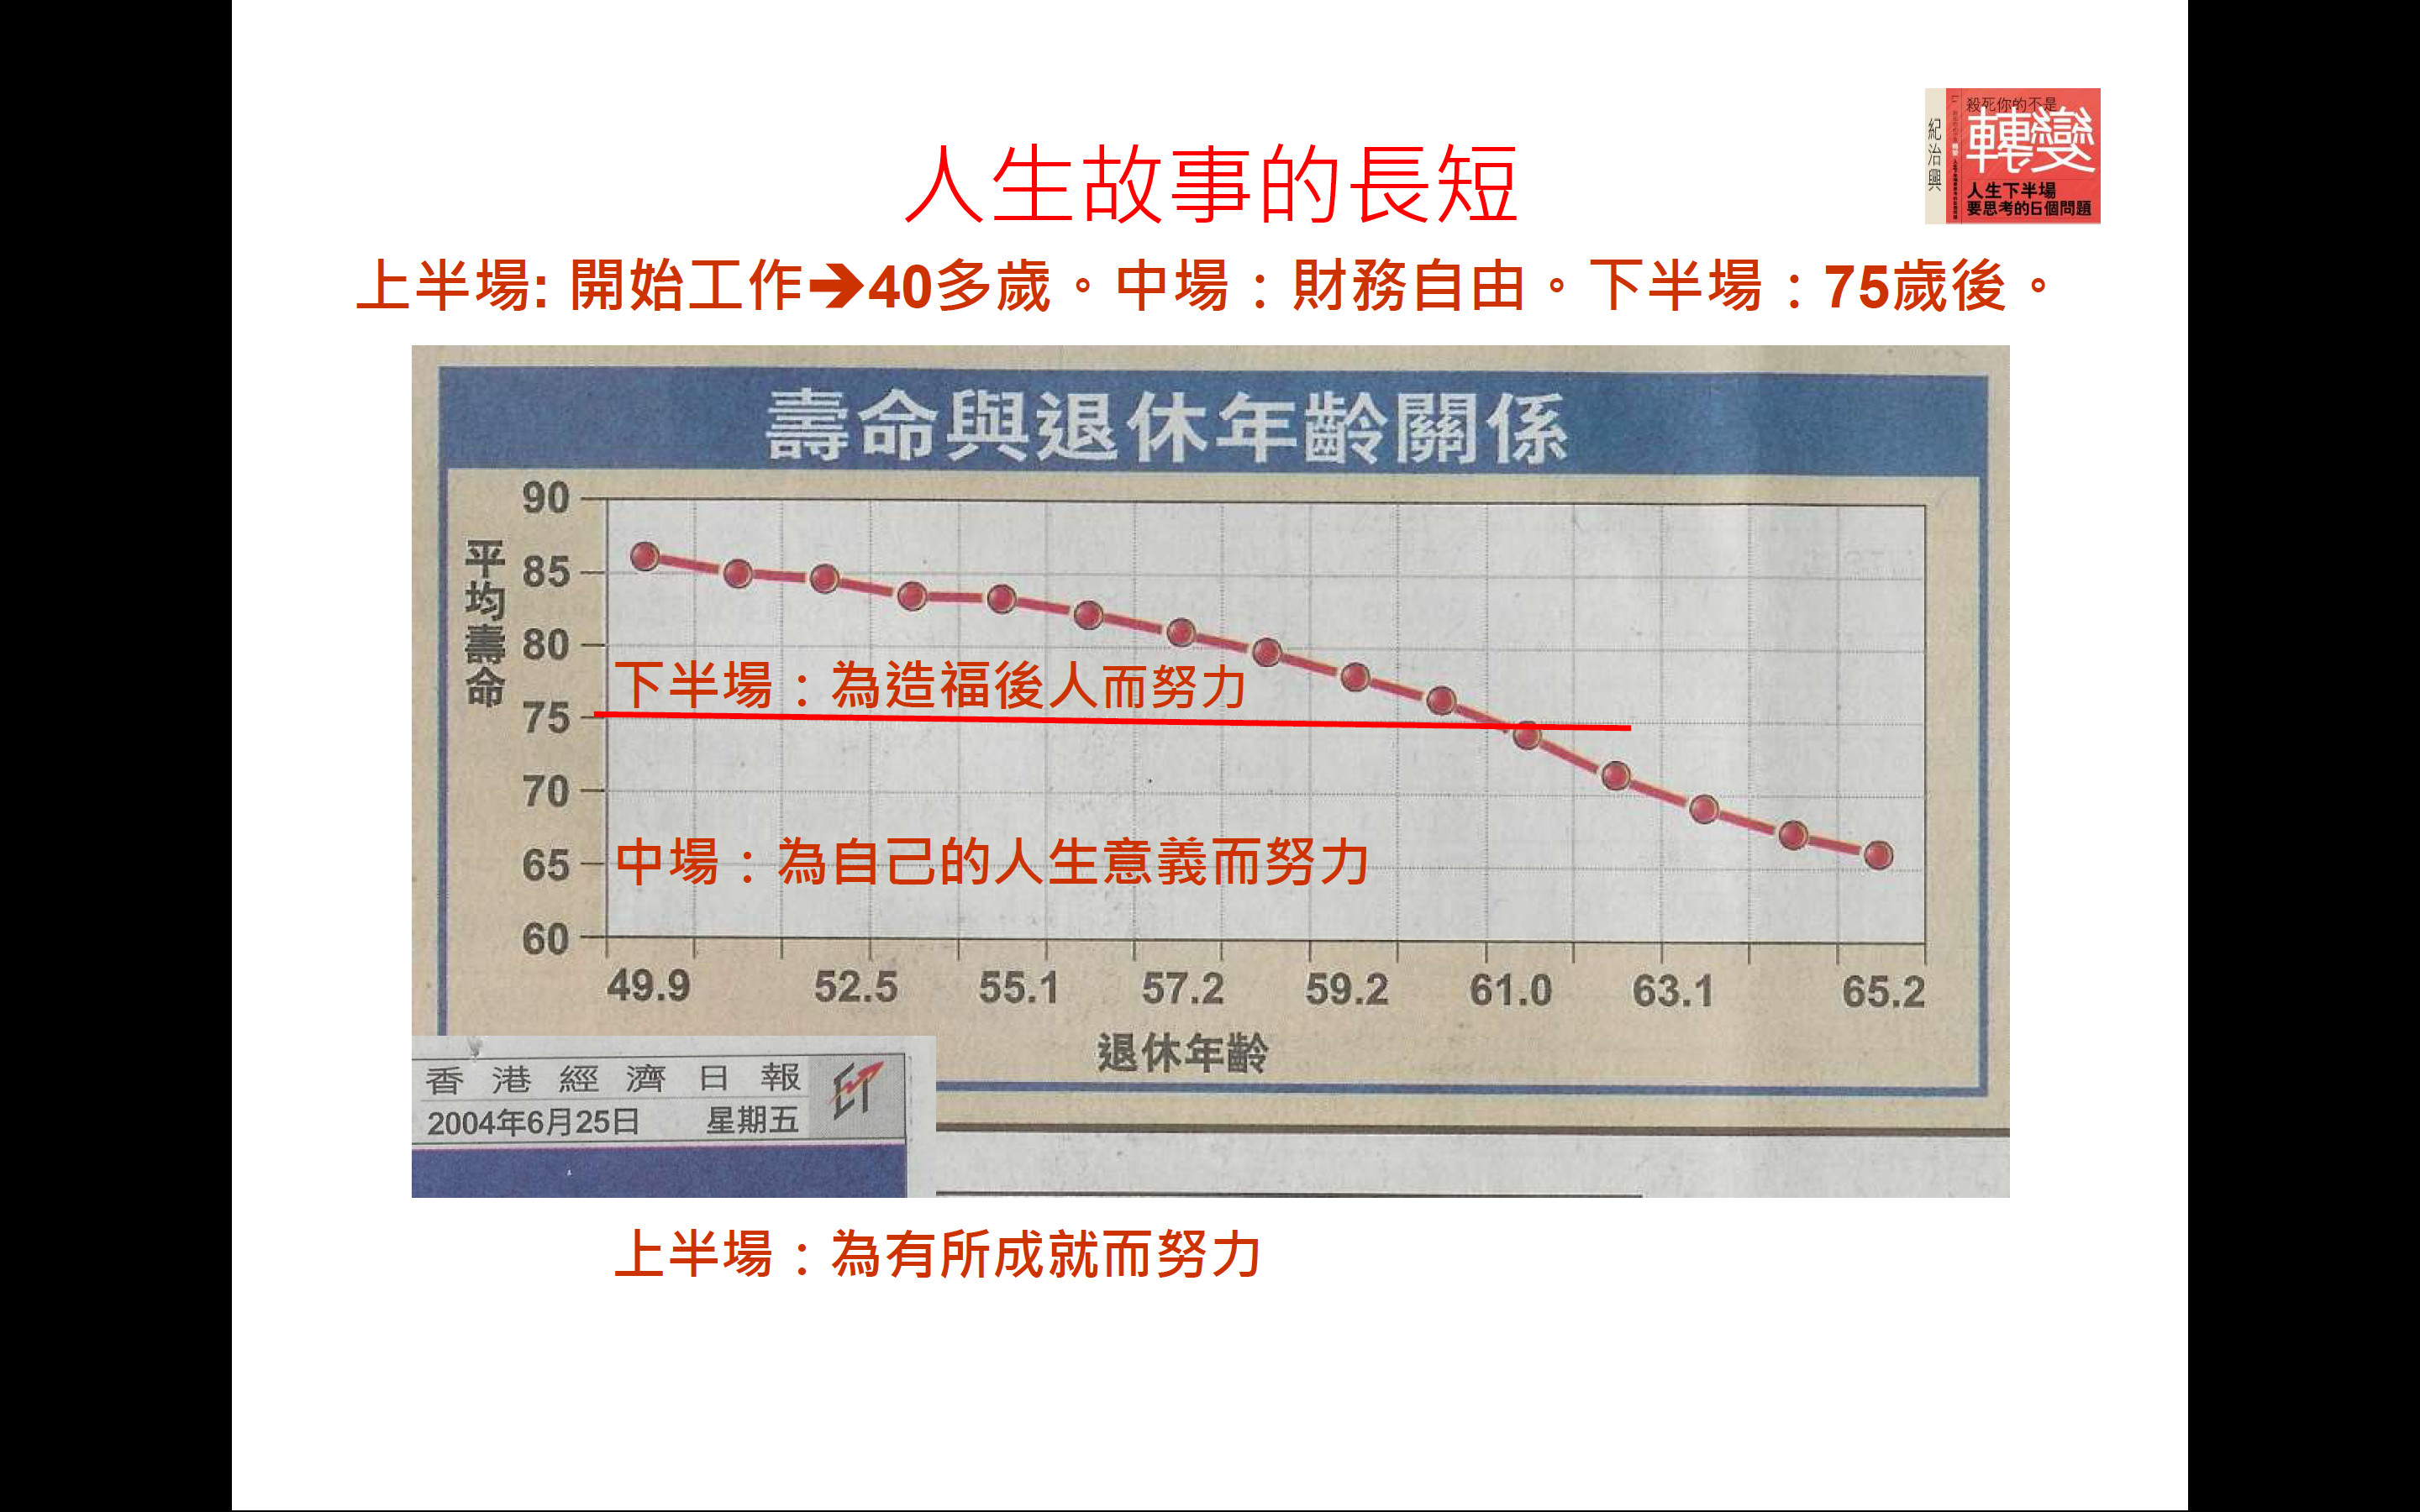 殺死你的不是
轉變
人生下半場
要思考的6個問題
紀治興
人生故事的長短
上半場: 開始工作➔40多歲。中場：財務自由。下半場：75歲後。
壽命與退休年齡關係
平均壽命
90
85
80
75
70
65
60
下半場：為造福後人而努力
中場：為自己的人生意義而努力
49.9 52.5 55.1 57.2 59.2 61.0 63.1 65.2
退休年齡
香港經濟日報
2004年6月25日 星期五
上半場：為有所成就而努力